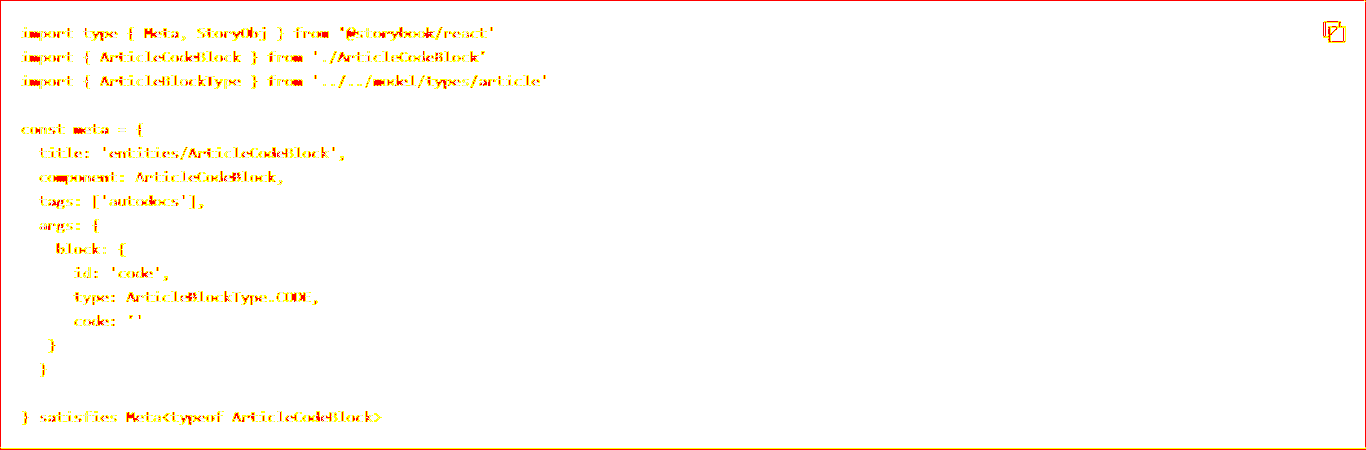 import type { Meta, StoryObj } from '@storybook/react'
import { ArticleCodeBlock } from './ArticleCodeBlock'
import { ArticleBlockType } from '../../model/types/article'
const meta = {
title: 'entities/ArticleCodeBlock',
component: ArticleCodeBlock,
tags: ['autodocs'],
args: {
block: {
id: 'code',
type: ArticleBlockType.CODE,
code: ''
}
}
} satisfies Meta<typeof ArticleCodeBlock>